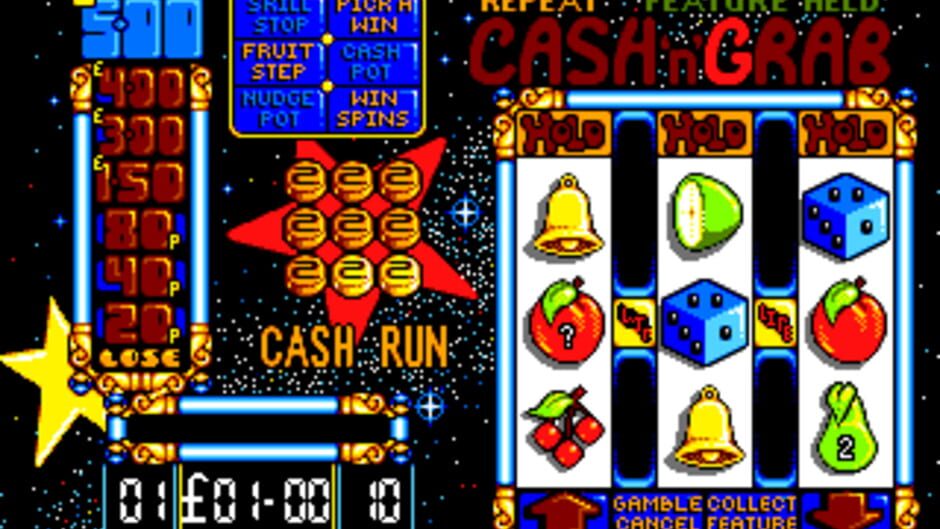 500
£4.00
£3.00
£1.50
80P
40P
20P
LOSE
SKILL STOP
PICK A WIN
FRUIT STEP
CASH POT
NUDGE POT
WIN SPINS
CASH RUN
01 £01-00 10
REPEAT FEATURE HELD
CASH 'n' GRAB
HOLD HOLD HOLD
?
2
GAMBLE COLLECT
CANCEL FEATURE